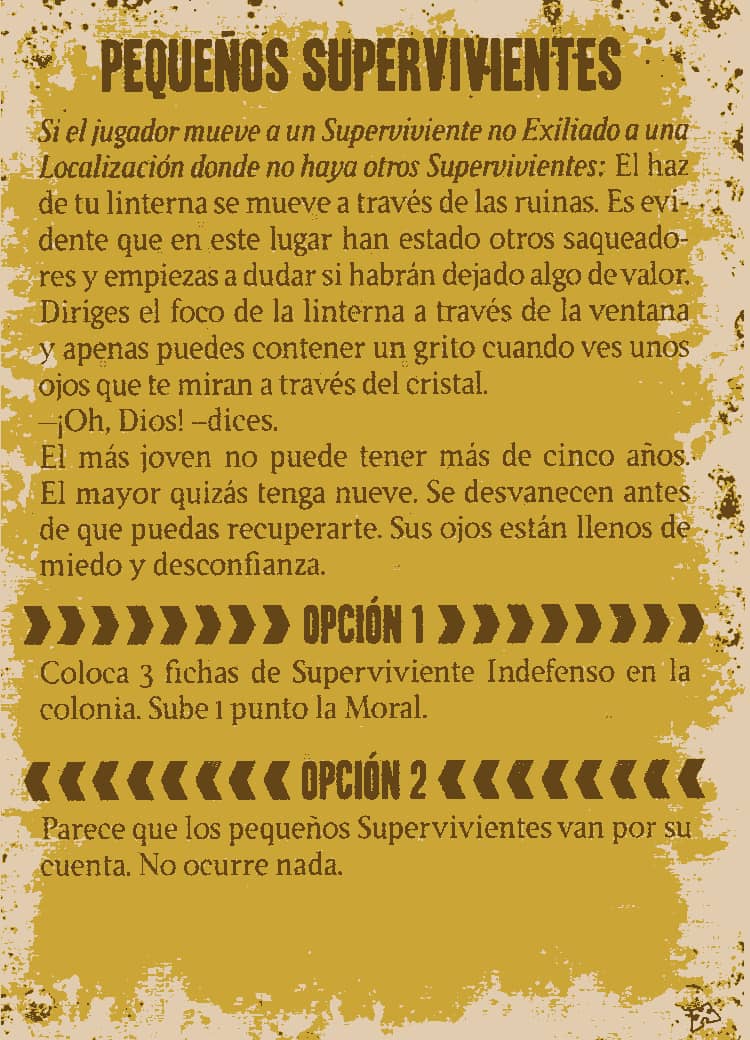 PEQUEÑOS SUPERVIVIENTES
Si el jugador mueve a un Superviviente no Exiliado a una
Localización donde no haya otros Supervivientes: El haz
de tu linterna se mueve a través de las ruinas. Es evi-
dente que en este lugar han estado otros saqueado-
res y empiezas a dudar si habrán dejado algo de valor.
Diriges el foco de la linterna a través de la ventana
y apenas puedes contener un grito cuando ves unos
ojos que te miran a través del cristal.
–¡Oh, Dios! –dices.
El más joven no puede tener más de cinco años.
El mayor quizás tenga nueve. Se desvanecen antes
de que puedas recuperarte. Sus ojos están llenos de
miedo y desconfianza.
OPCIÓN 1
Coloca 3 fichas de Superviviente Indefenso en la
colonia. Sube 1 punto la Moral.
OPCIÓN 2
Parece que los pequeños Supervivientes van por su
cuenta. No ocurre nada.